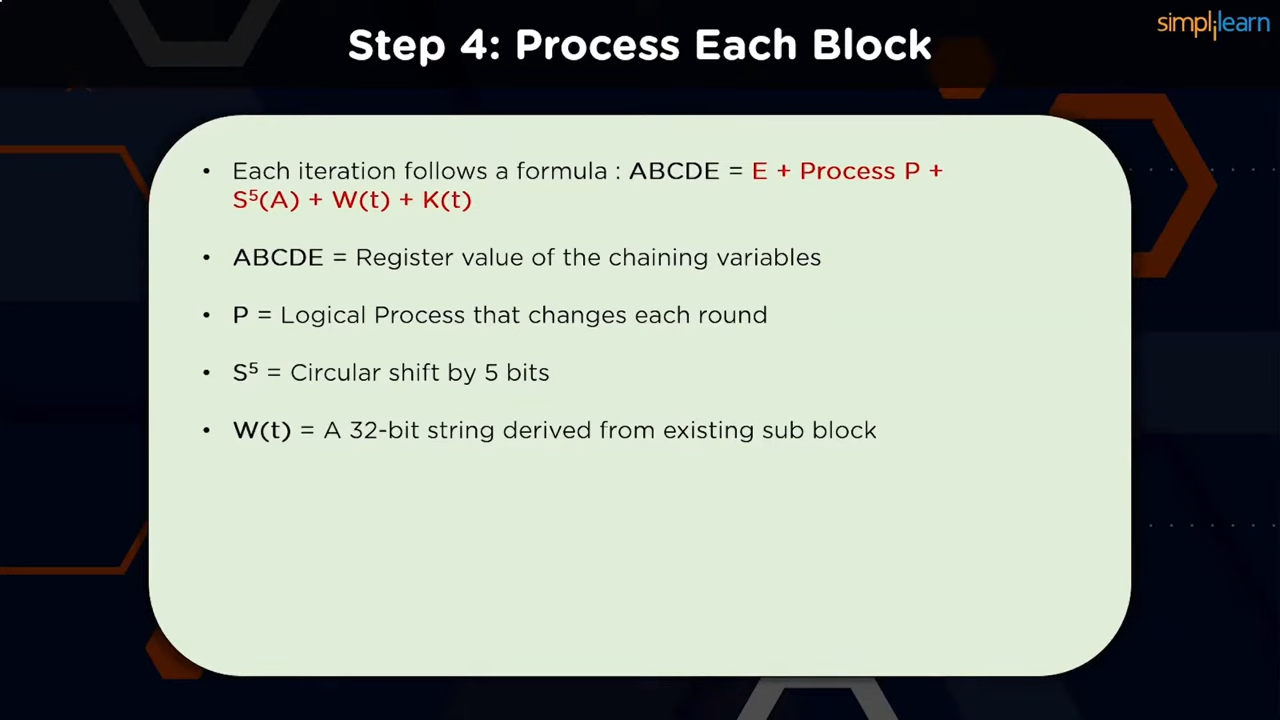 simplilearn
Step 4: Process Each Block
• Each iteration follows a formula : ABCDE = E + Process P +
S⁵(A) + W(t) + K(t)
• ABCDE = Register value of the chaining variables
• P = Logical Process that changes each round
• S⁵ = Circular shift by 5 bits
• W(t) = A 32-bit string derived from existing sub block